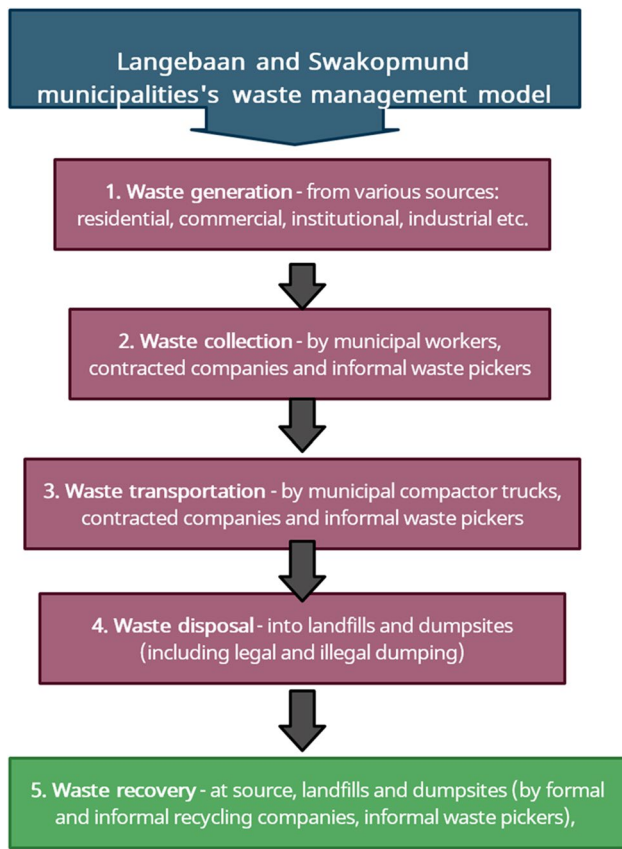 Langebaan and Swakopmund
municipalities's waste management model
1. Waste generation - from various sources:
residential, commercial, institutional, industrial etc.
2. Waste collection - by municipal workers,
contracted companies and informal waste pickers
3. Waste transportation - by municipal compactor trucks,
contracted companies and informal waste pickers
4. Waste disposal - into landfills and dumpsites
(including legal and illegal dumping)
5. Waste recovery - at source, landfills and dumpsites (by formal
and informal recycling companies, informal waste pickers),